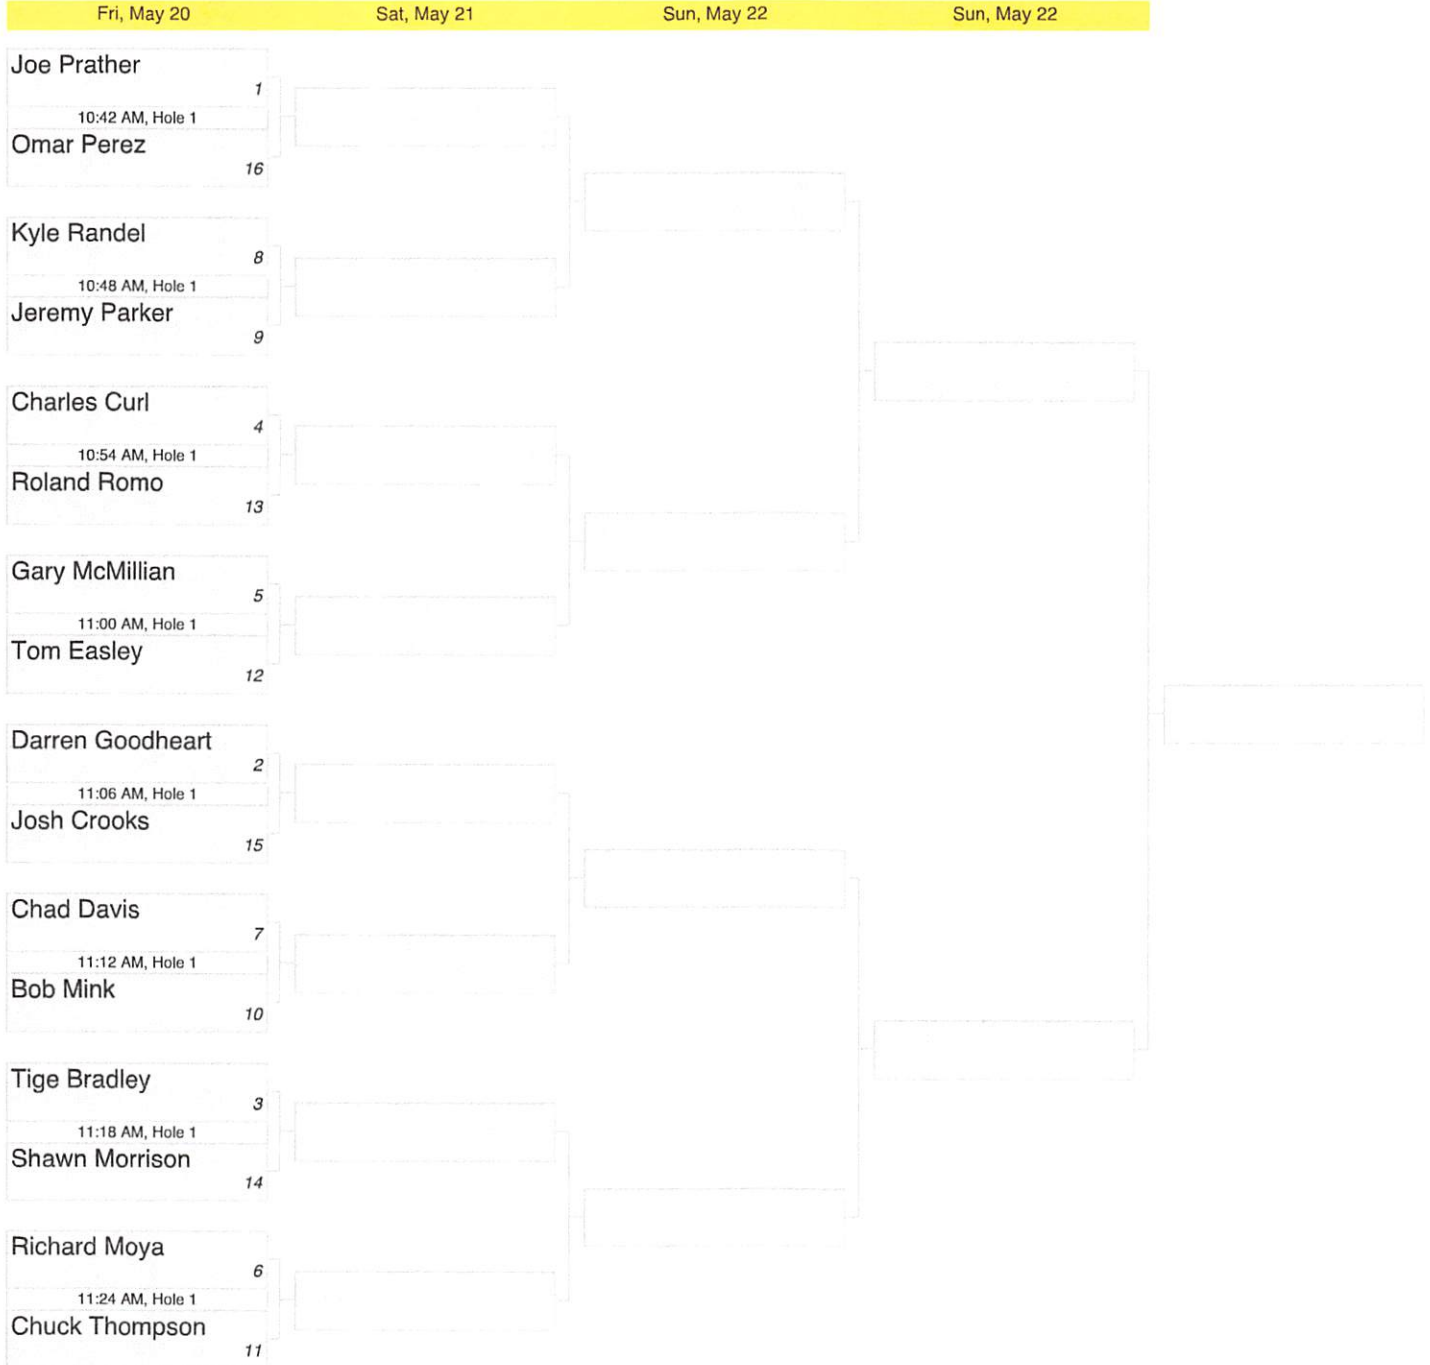 Fri, May 20 Sat, May 21 Sun, May 22 Sun, May 22
Joe Prather
1
10:42 AM, Hole 1
Omar Perez
16
Kyle Randel
8
10:48 AM, Hole 1
Jeremy Parker
9
Charles Curl
4
10:54 AM, Hole 1
Roland Romo
13
Gary McMillian
5
11:00 AM, Hole 1
Tom Easley
12
Darren Goodheart
2
11:06 AM, Hole 1
Josh Crooks
15
Chad Davis
7
11:12 AM, Hole 1
Bob Mink
10
Tige Bradley
3
11:18 AM, Hole 1
Shawn Morrison
14
Richard Moya
6
11:24 AM, Hole 1
Chuck Thompson
11